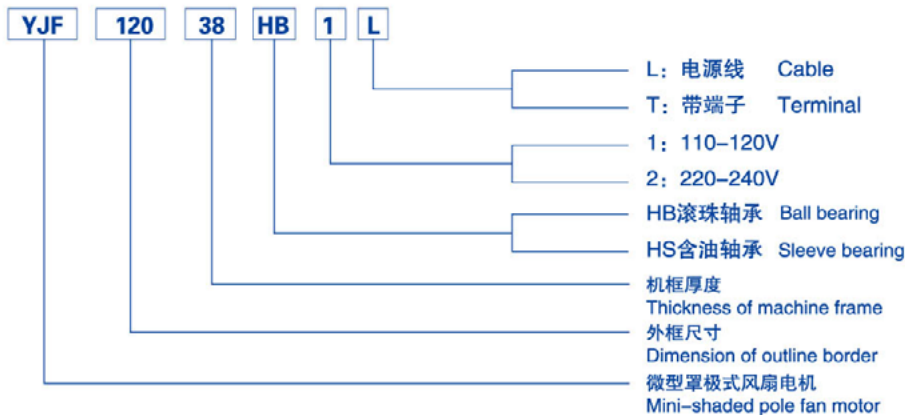 YJF 120 38 HB 1 L
L：电源线 Cable
T：带端子 Terminal
1：110–120V
2：220–240V
HB滚珠轴承 Ball bearing
HS含油轴承 Sleeve bearing
机框厚度
Thickness of machine frame
外框尺寸
Dimension of outline border
微型罩极式风扇电机
Mini–shaded pole fan motor